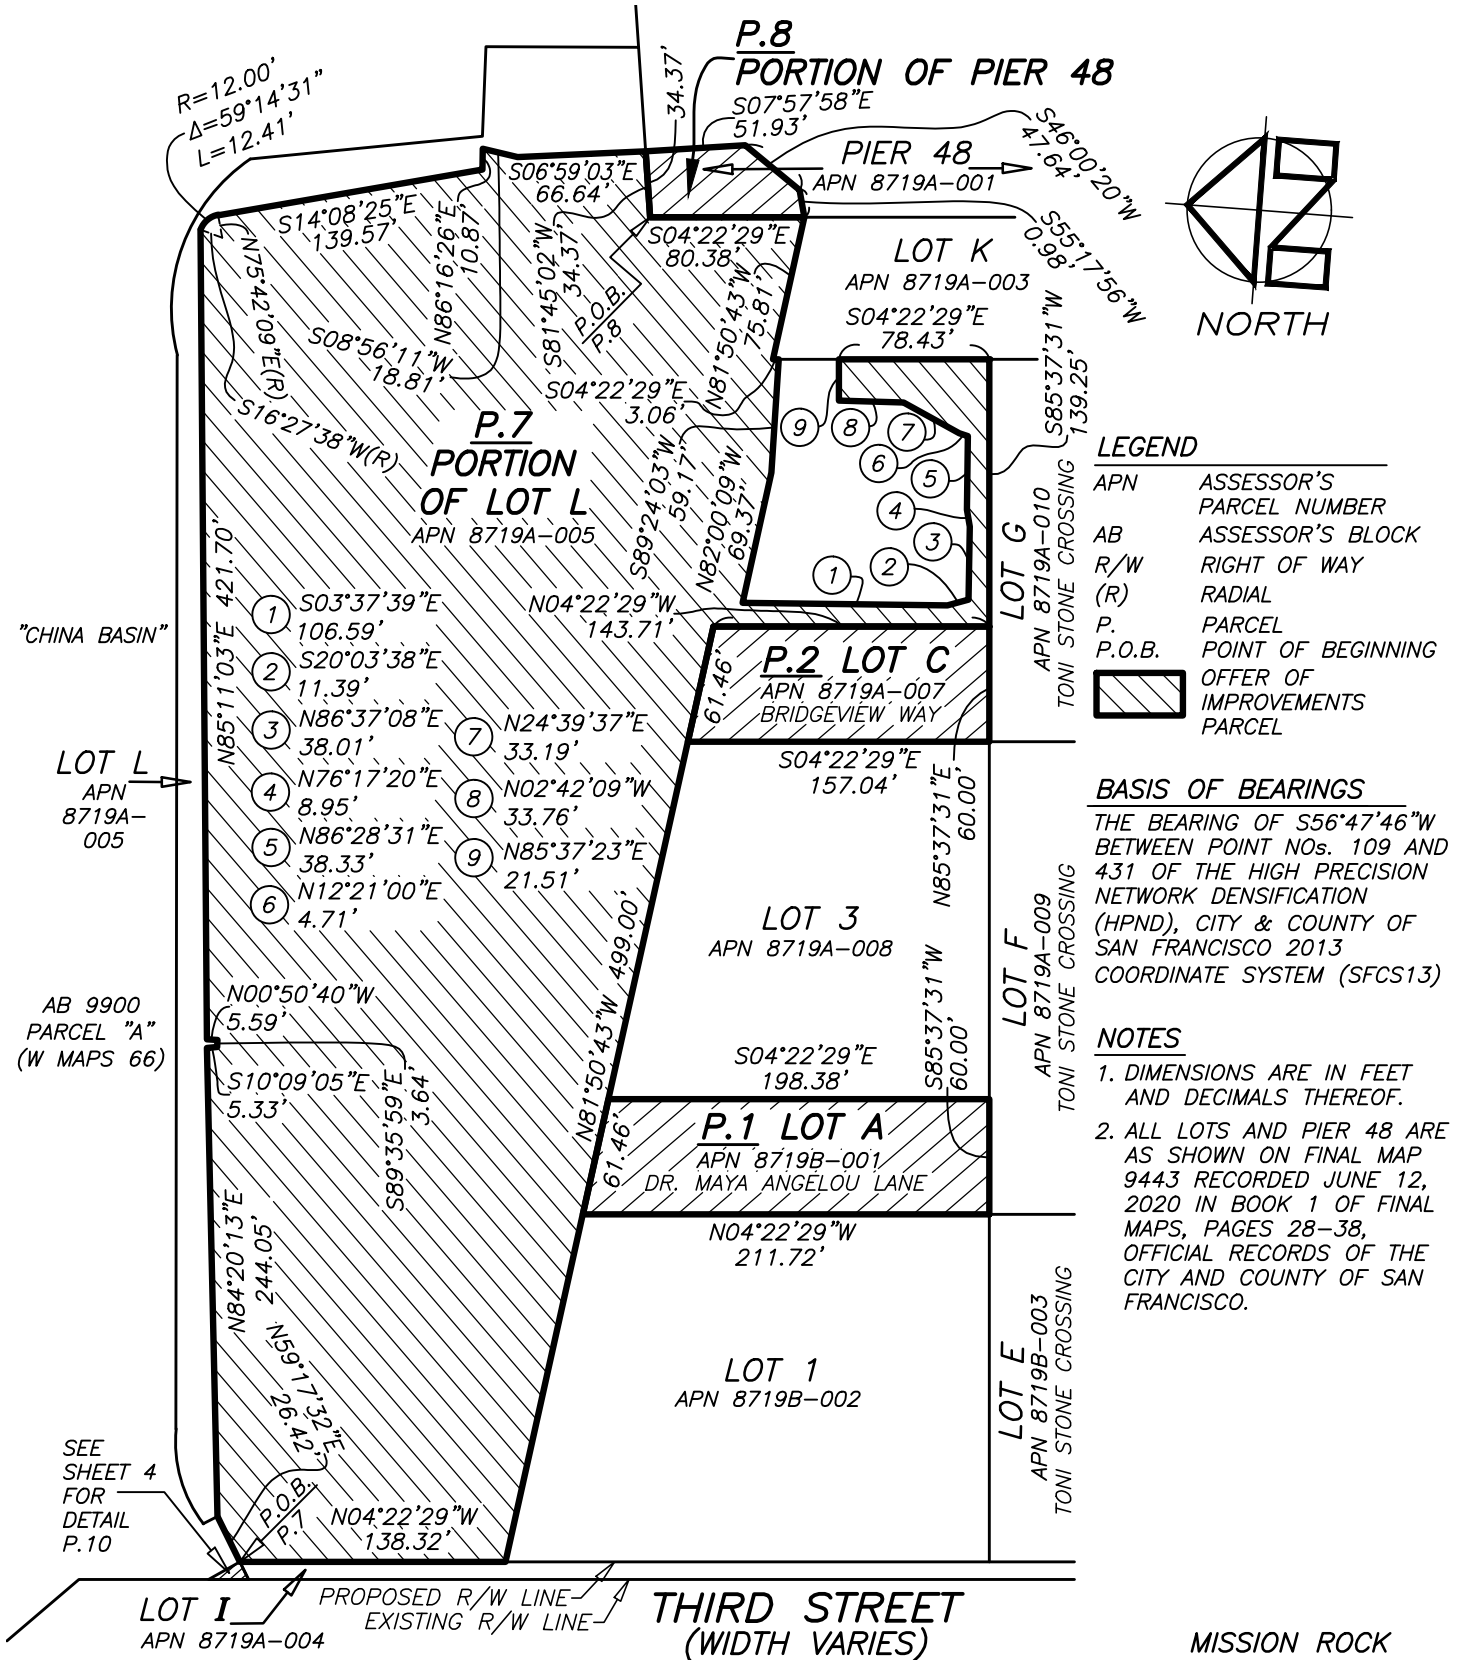 P.8
PORTION OF PIER 48
R=12.00'
Δ=59°14'31"
L=12.41'
34.37'
S07°57'58"E
51.93'
S46°00'20"W
47.64'
PIER 48
APN 8719A-001
S06°59'03"E
66.64'
S14°08'25"E
139.57'
N86°16'26"E
10.87'
S81°45'02"W
34.37'
S04°22'29"E
80.38'
S55°17'56"W
0.98'
LOT K
APN 8719A-003
N75°42'09"E(R)
P.O.B.
P.8
N81°50'43"W
75.81'
S04°22'29"E
78.43'
NORTH
S08°56'11"W
18.81'
S04°22'29"E
3.06'
S85°37'31"W
139.25'
S16°27'38"W(R)
P.7
PORTION
OF LOT L
APN 8719A-005
S89°24'03"W
59.17'
N82°00'09"W
69.37'
9
8
7
6
5
4
3
2
1
LOT G
APN 8719A-010
TONI STONE CROSSING
LEGEND
APN ASSESSOR'S
PARCEL NUMBER
AB ASSESSOR'S BLOCK
R/W RIGHT OF WAY
(R) RADIAL
P. PARCEL
P.O.B. POINT OF BEGINNING
OFFER OF
IMPROVEMENTS
PARCEL
N85°11'03"E 421.70'
"CHINA BASIN"
N04°22'29"W
143.71'
1 S03°37'39"E
106.59'
2 S20°03'38"E
11.39'
3 N86°37'08"E
38.01'
4 N76°17'20"E
8.95'
5 N86°28'31"E
38.33'
6 N12°21'00"E
4.71'
7 N24°39'37"E
33.19'
8 N02°42'09"W
33.76'
9 N85°37'23"E
21.51'
61.46'
P.2 LOT C
APN 8719A-007
BRIDGEVIEW WAY
S04°22'29"E
157.04'
N85°37'31"E
60.00'
LOT L
APN
8719A-
005
BASIS OF BEARINGS
THE BEARING OF S56°47'46"W
BETWEEN POINT NOs. 109 AND
431 OF THE HIGH PRECISION
NETWORK DENSIFICATION
(HPND), CITY & COUNTY OF
SAN FRANCISCO 2013
COORDINATE SYSTEM (SFCS13)
LOT 3
APN 8719A-008
LOT F
APN 8719A-009
TONI STONE CROSSING
N81°50'43"W 499.00'
S85°37'31"W
60.00'
AB 9900
PARCEL "A"
(W MAPS 66)
N00°50'40"W
5.59'
S10°09'05"E
5.33'
S89°35'59"E
3.64'
S04°22'29"E
198.38'
NOTES
1. DIMENSIONS ARE IN FEET
AND DECIMALS THEREOF.
2. ALL LOTS AND PIER 48 ARE
AS SHOWN ON FINAL MAP
9443 RECORDED JUNE 12,
2020 IN BOOK 1 OF FINAL
MAPS, PAGES 28-38,
OFFICIAL RECORDS OF THE
CITY AND COUNTY OF SAN
FRANCISCO.
61.46'
P.1 LOT A
APN 8719B-001
DR. MAYA ANGELOU LANE
N04°22'29"W
211.72'
N84°20'13"E
244.05'
N59°17'32"E
26.42'
LOT 1
APN 8719B-002
LOT E
APN 8719B-003
TONI STONE CROSSING
SEE
SHEET 4
FOR
DETAIL
P.10
P.O.B.
P.7
N04°22'29"W
138.32'
PROPOSED R/W LINE
EXISTING R/W LINE
LOT I
APN 8719A-004
THIRD STREET
(WIDTH VARIES)
MISSION ROCK